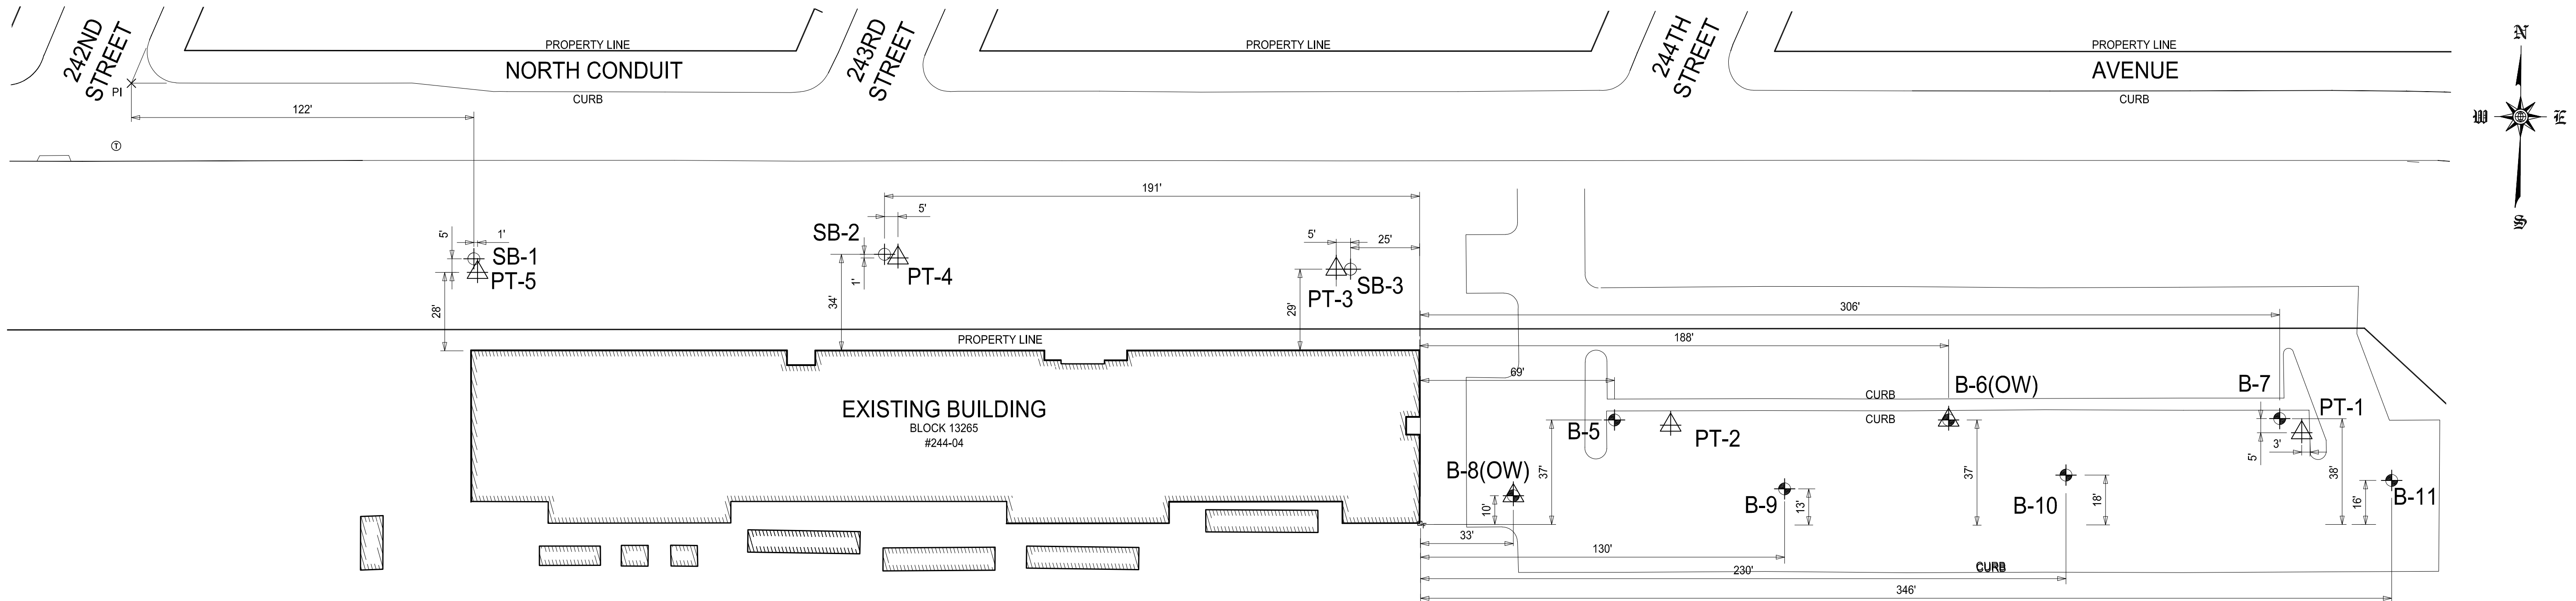 242ND
STREET
243RD
STREET
244TH
STREET
PROPERTY LINE
PROPERTY LINE
PROPERTY LINE
NORTH CONDUIT
AVENUE
PI
CURB
CURB
N
W
E
S
122'
T
191'
5'
5'
1'
SB-1
PT-5
28'
SB-2
PT-4
1'
34'
5'
25'
SB-3
PT-3
29'
306'
PROPERTY LINE
188'
69'
EXISTING BUILDING
BLOCK 13265
#244-04
CURB
CURB
B-6(OW)
B-7
PT-1
B-5
PT-2
37'
37'
5'
3'
38'
B-8(OW)
10'
B-9
13'
B-10
18'
16'
B-11
33'
130'
230'
CURB
346'